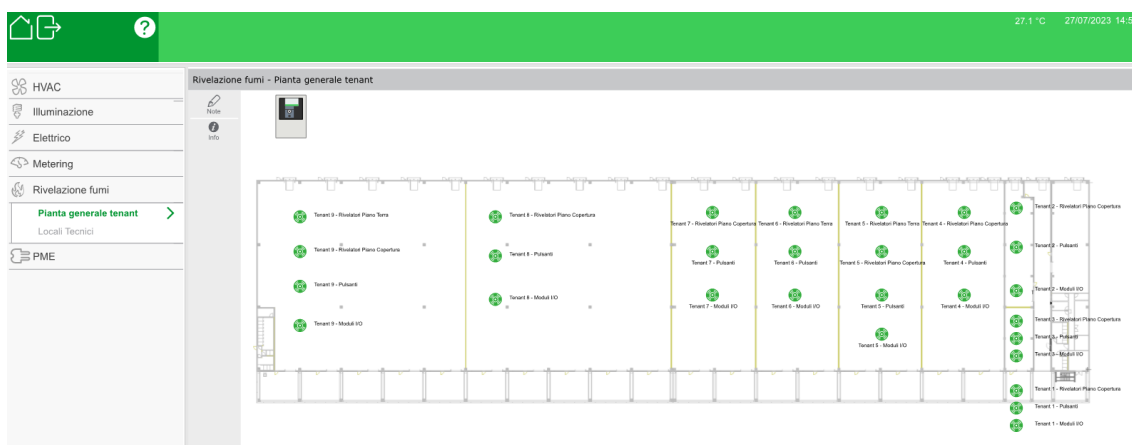 27.1 °C 27/07/2023 14:5
?
HVAC
Illuminazione
Elettrico
Metering
Rivelazione fumi
Pianta generale tenant
Locali Tecnici
PME
Rivelazione fumi - Pianta generale tenant
Note
Info
Tenant 9 - Rivelatori Piano Terra
Tenant 9 - Rivelatori Piano Copertura
Tenant 9 - Pulsanti
Tenant 9 - Moduli I/O
Tenant 8 - Rivelatori Piano Copertura
Tenant 8 - Pulsanti
Tenant 8 - Moduli I/O
Tenant 7 - Rivelatori Piano Copertura
Tenant 7 - Pulsanti
Tenant 7 - Moduli I/O
Tenant 6 - Rivelatori Piano Terre
Tenant 6 - Pulsanti
Tenant 6 - Moduli I/O
Tenant 5 - Rivelatori Piano Terra
Tenant 5 - Rivelatori Piano Copertura
Tenant 5 - Pulsanti
Tenant 5 - Moduli I/O
Tenant 4 - Rivelatori Piano Copertura
Tenant 4 - Pulsanti
Tenant 4 - Moduli I/O
Tenant 2 - Rivelatori Piano Copertura
Tenant 2 - Pulsanti
Tenant 2 - Moduli I/O
Tenant 3 - Rivelatori Piano Copertura
Tenant 3 - Pulsanti
Tenant 3 - Moduli I/O
Tenant 1 - Rivelatori Piano Copertura
Tenant 1 - Pulsanti
Tenant 1 - Moduli I/O